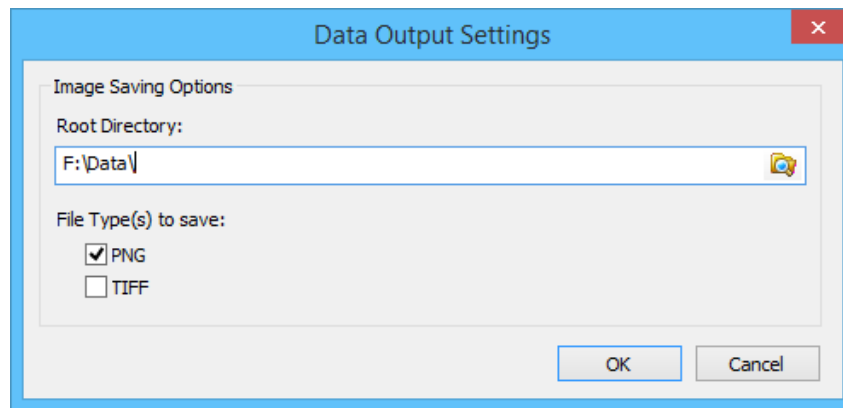 Data Output Settings
Image Saving Options
Root Directory:
F:\Data\
File Type(s) to save:
PNG
TIFF
OK
Cancel